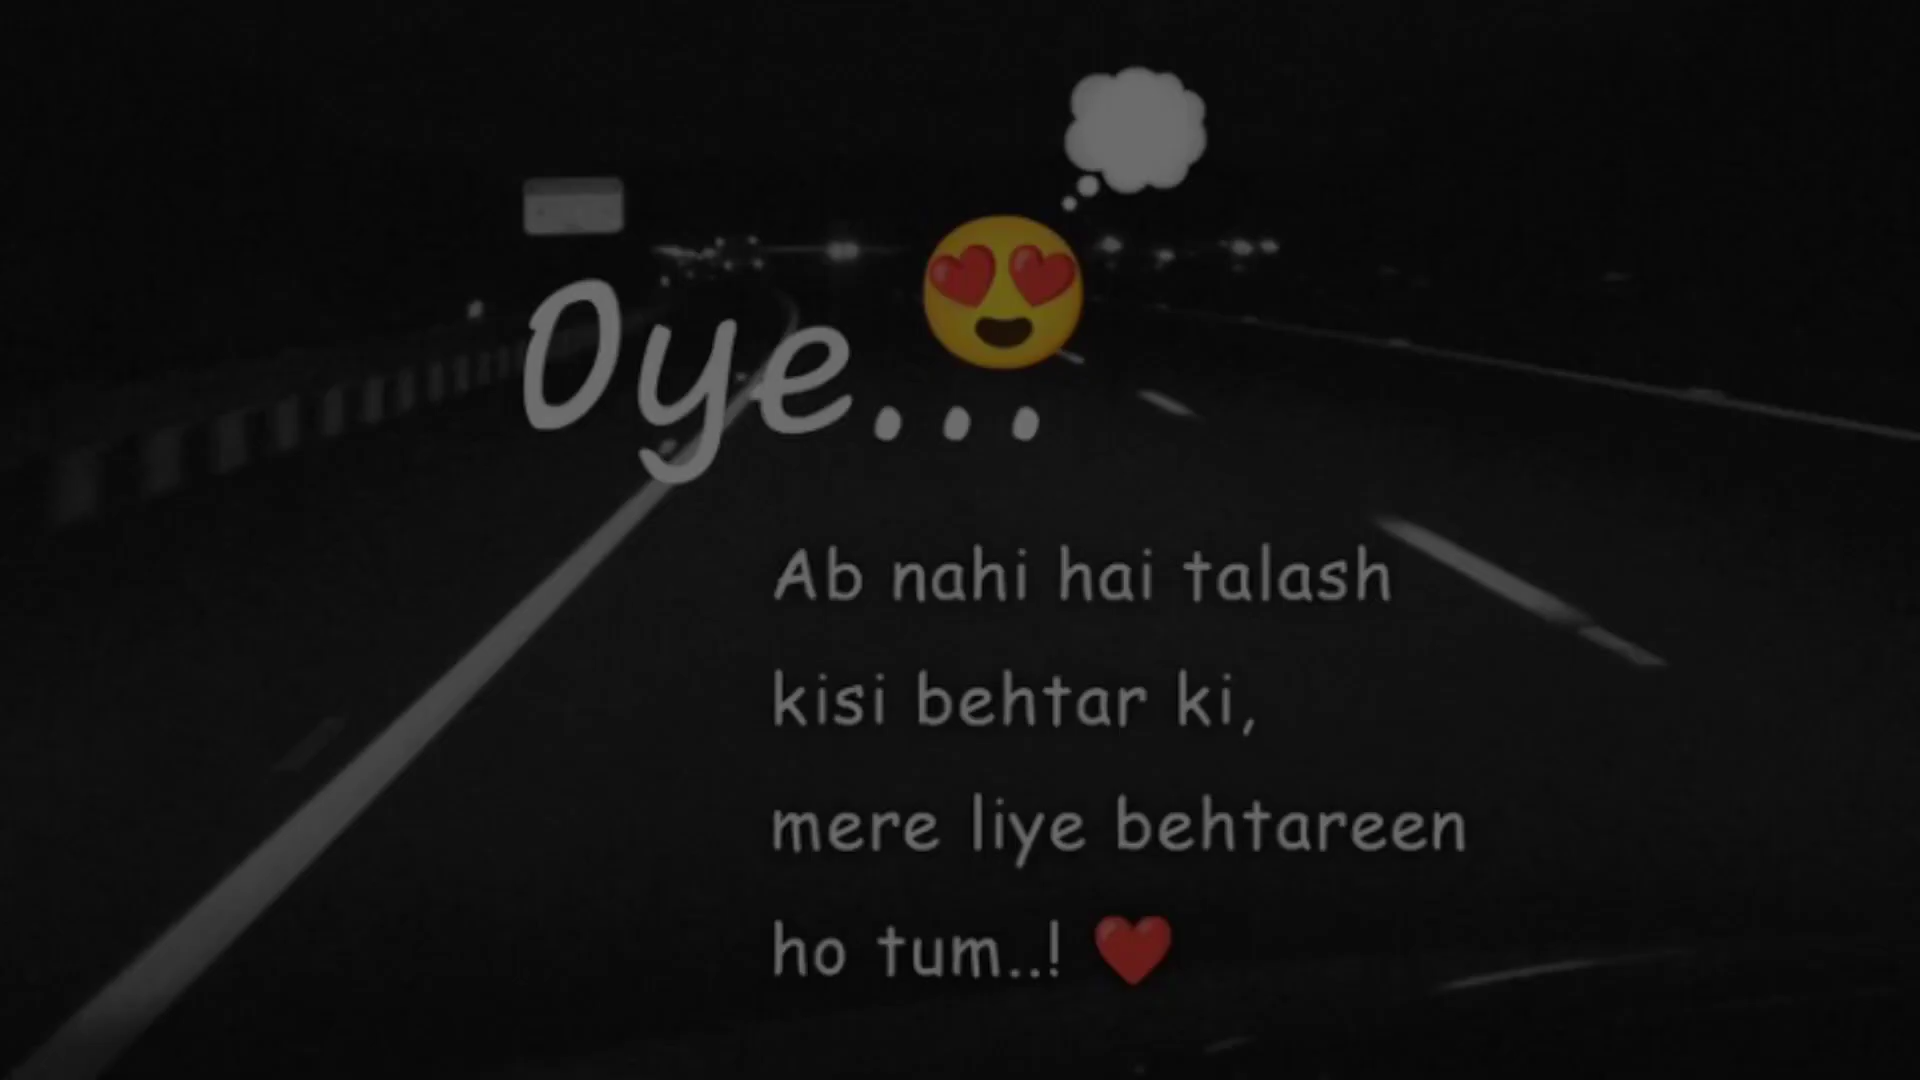 Oye... 😍💭
Ab nahi hai talash
kisi behtar ki,
mere liye behtareen
ho tum..! ❤️